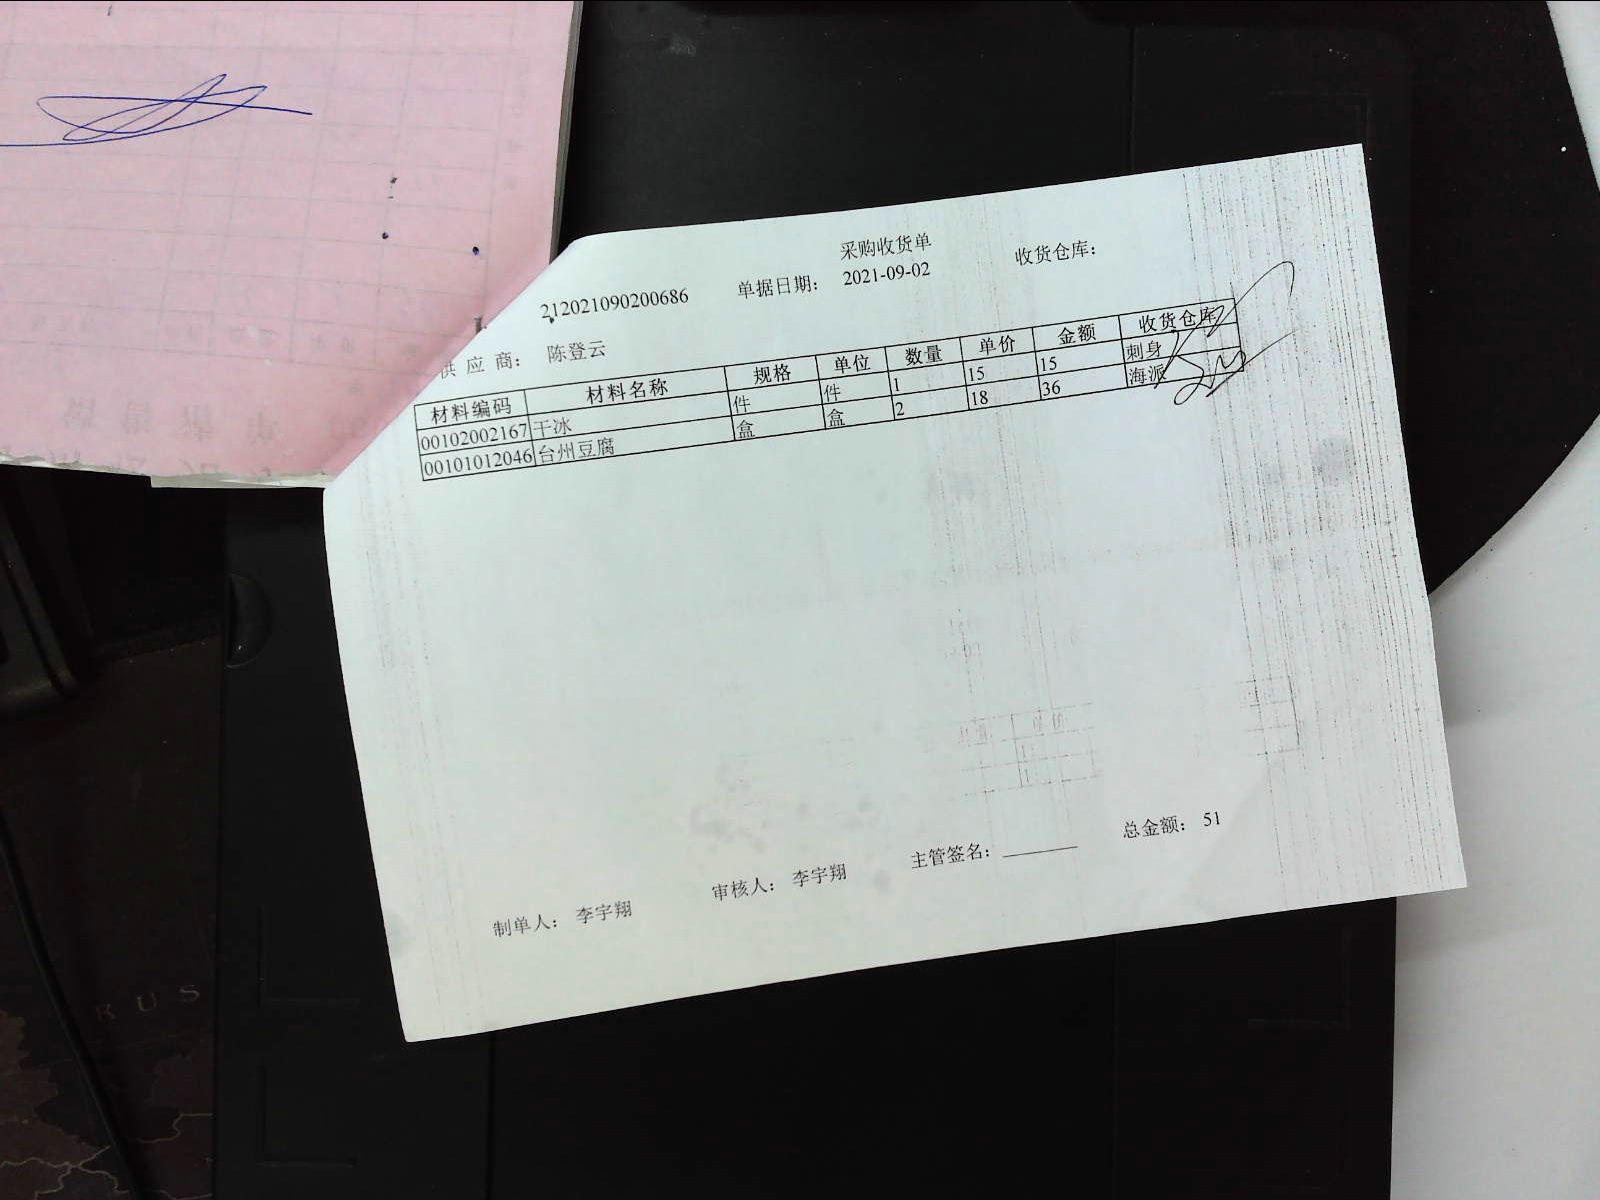 采购收货单
212021090200686 单据日期： 2021-09-02 收货仓库：
供 应 商： 陈登云
材料编码 材料名称 规格 单位 数量 单价 金额 收货仓库
00102002167 干冰 件 件 1 15 15 刺身
00101012046 台州豆腐 盒 盒 2 18 36 海派
制单人： 李宇翔 审核人： 李宇翔 主管签名： 总金额： 51
RUS